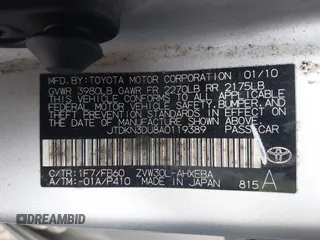 MFD. BY: TOYOTA MOTOR CORPORATION 01/10
GVWR 3980LB GAWR FR 2270LB RR 2175LB
THIS VEHICLE CONFORMS TO ALL APPLICABLE
FEDERAL MOTOR VEHICLE SAFETY, BUMPER, AND
THEFT PREVENTION STANDARDS IN EFFECT ON
THE DATE OF MANUFACTURE SHOWN ABOVE.
JTDKN3DU8A0119389 PASS. CAR
TOYOTA
C/TR: 1F7/FB60 ZVW30L-AHXEBA
A/TM: -01A/P410 MADE IN JAPAN 815 A
DREAMBID